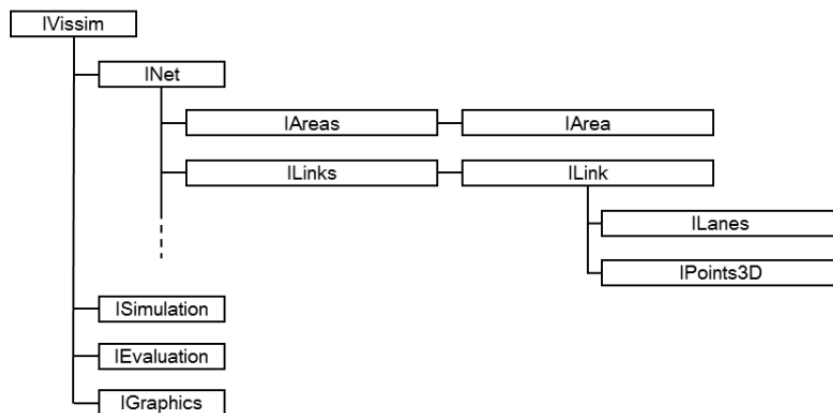 IVissim
INet
IAreas
IArea
ILinks
ILink
ILanes
IPoints3D
ISimulation
IEvaluation
IGraphics